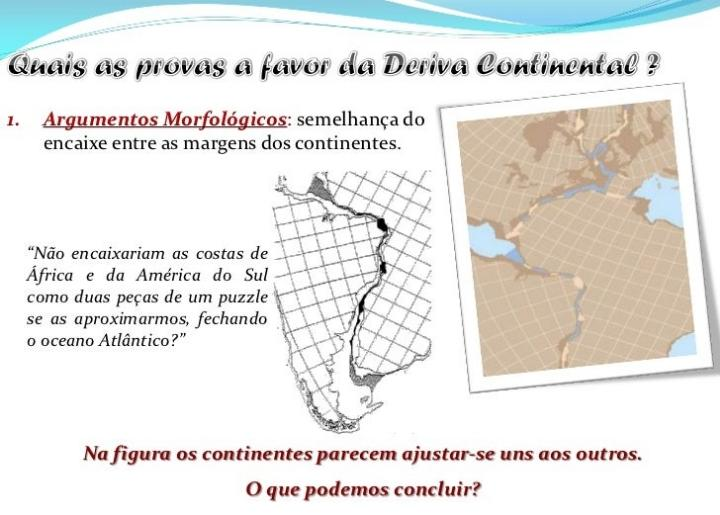 Quais as provas a favor da Deriva Continental ?
1. Argumentos Morfológicos: semelhança do
encaixe entre as margens dos continentes.
“Não encaixariam as costas de
África e da América do Sul
como duas peças de um puzzle
se as aproximarmos, fechando
o oceano Atlântico?”
Na figura os continentes parecem ajustar-se uns aos outros.
O que podemos concluir?